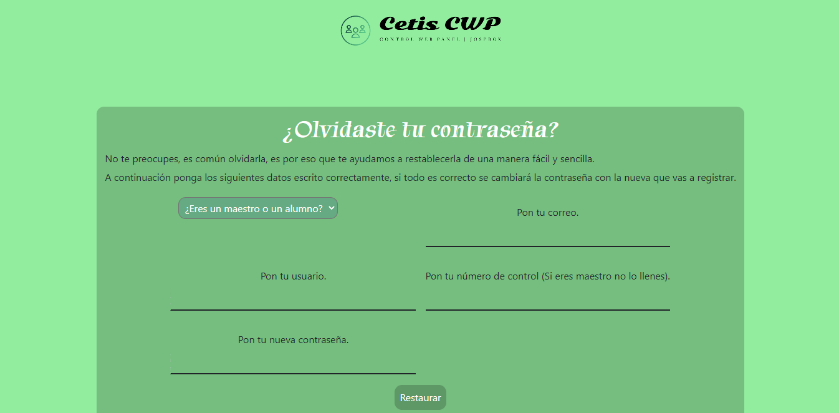 Cetis CWP
CONTROL WEB PANEL | JOSPROX
¿Olvidaste tu contraseña?
No te preocupes, es común olvidarla, es por eso que te ayudamos a restablecerla de una manera fácil y sencilla.
A continuación ponga los siguientes datos escrito correctamente, si todo es correcto se cambiará la contraseña con la nueva que vas a registrar.
¿Eres un maestro o un alumno?
Pon tu correo.
Pon tu usuario.
Pon tu número de control (Si eres maestro no lo llenes).
Pon tu nueva contraseña.
Restaurar